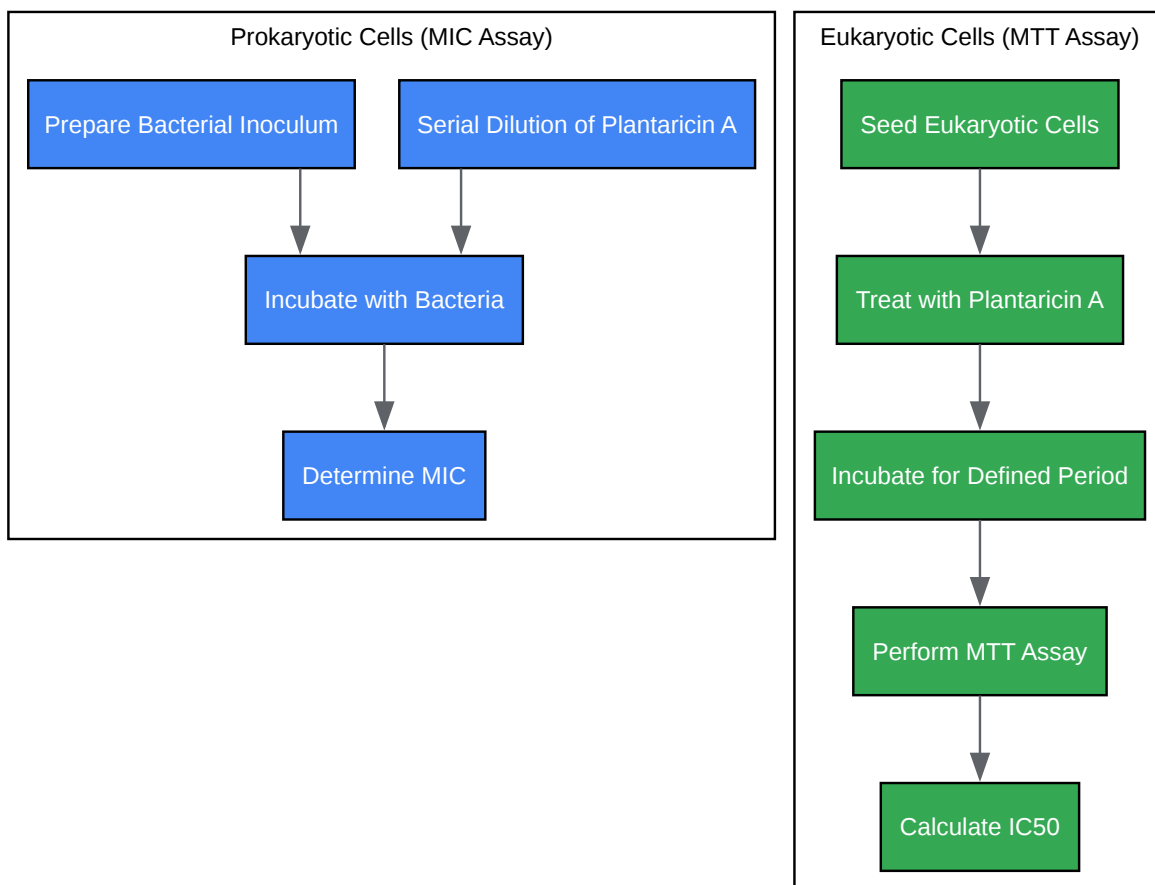 Prokaryotic Cells (MIC Assay)
Prepare Bacterial Inoculum
Serial Dilution of Plantaricin A
Incubate with Bacteria
Determine MIC
Eukaryotic Cells (MTT Assay)
Seed Eukaryotic Cells
Treat with Plantaricin A
Incubate for Defined Period
Perform MTT Assay
Calculate IC50